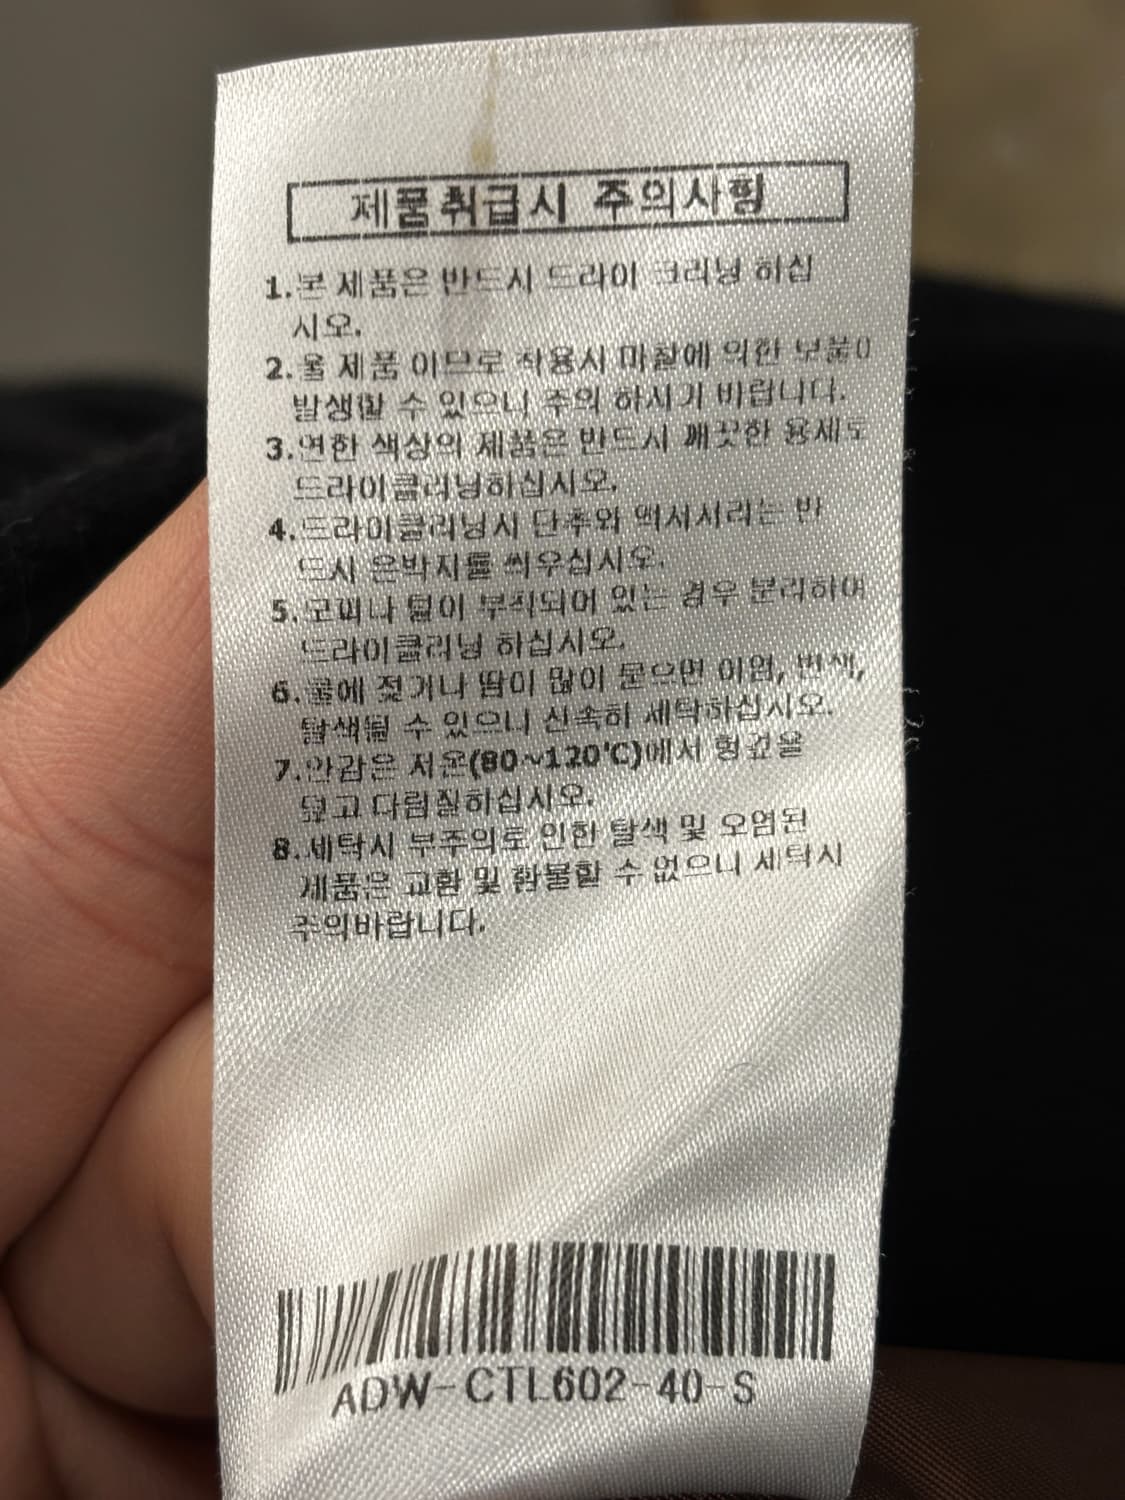 제품취급시 주의사항
1.본 제품은 반드시 드라이 크리닝 하십
시오.
2.울 제품 이므로 착용시 마찰에 의한 보풀이
발생할 수 있으니 주의 하시기 바랍니다.
3.연한 색상의 제품은 반드시 깨끗한 용제로
드라이클리닝하십시오.
4.드라이클리닝시 단추와 액서서리는 반
드시 은박지를 씌우십시오.
5.모피나 털이 부착되어 있는 경우 분리하여
드라이클리닝 하십시오.
6.물에 젖거나 땀이 많이 묻으면 이염, 변색,
탈색될 수 있으니 신속히 세탁하십시오.
7.안감은 저온(80~120'C)에서 헝겊을
덮고 다림질하십시오.
8.세탁시 부주의로 인한 탈색 및 오염된
제품은 교환 및 환불할 수 없으니 세탁시
주의바랍니다.
ADW-CTL602-40-S